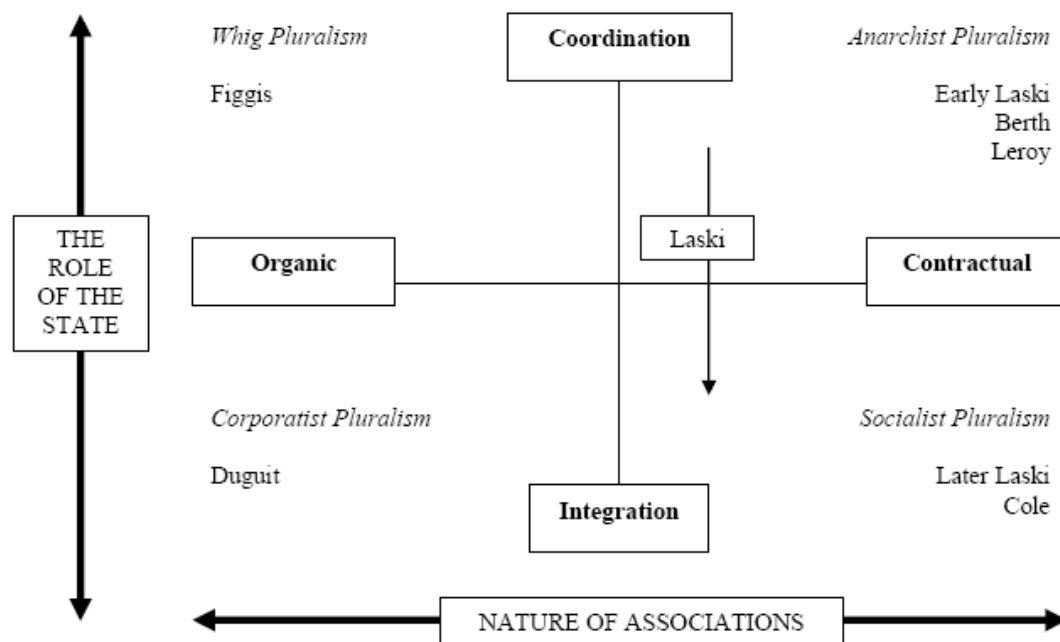 Whig Pluralism
Coordination
Anarchist Pluralism
Figgis
Early Laski
Berth
Leroy
THE
ROLE
OF THE
STATE
Organic
Laski
Contractual
Corporatist Pluralism
Socialist Pluralism
Duguit
Later Laski
Cole
Integration
NATURE OF ASSOCIATIONS